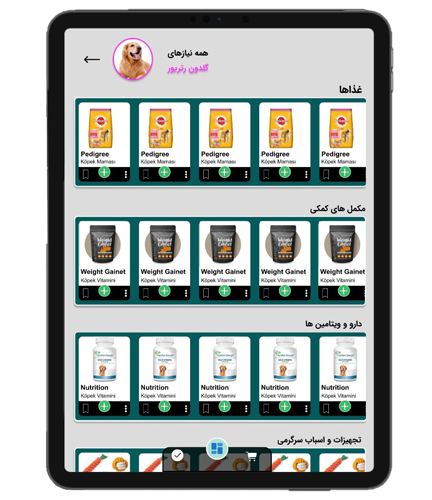 همه نیازهای
گلدون رتریور
غذاها
Pedigree Pedigree Pedigree Pedigree Pedigree
Köpek Maması Köpek Maması Köpek Maması Köpek Maması Köpek Maması
مکمل های کمکی
Weight Gainet Weight Gainet Weight Gainet Weight Gainet Weight Gainet
Köpek Vitamini Köpek Vitamini Köpek Vitamini Köpek Vitamini Köpek Vitamini
دارو و ویتامین ها
Nutrition Nutrition Nutrition Nutrition Nutrition
Köpek Vitamini Köpek Vitamini Köpek Vitamini Köpek Vitamini Köpek Vitamini
تجهیزات و اسباب سرگرمی